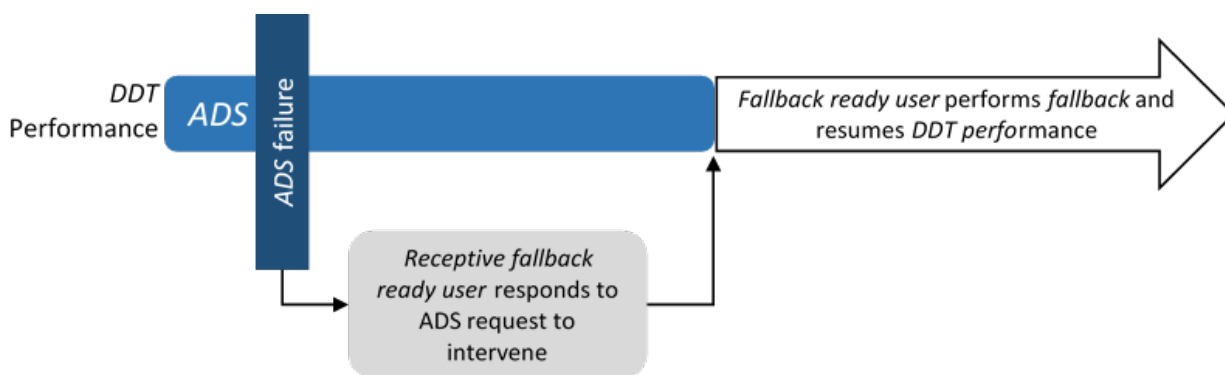 DDT
Performance
ADS
ADS failure
Fallback ready user performs fallback and
resumes DDT performance
Receptive fallback
ready user responds to
ADS request to
intervene